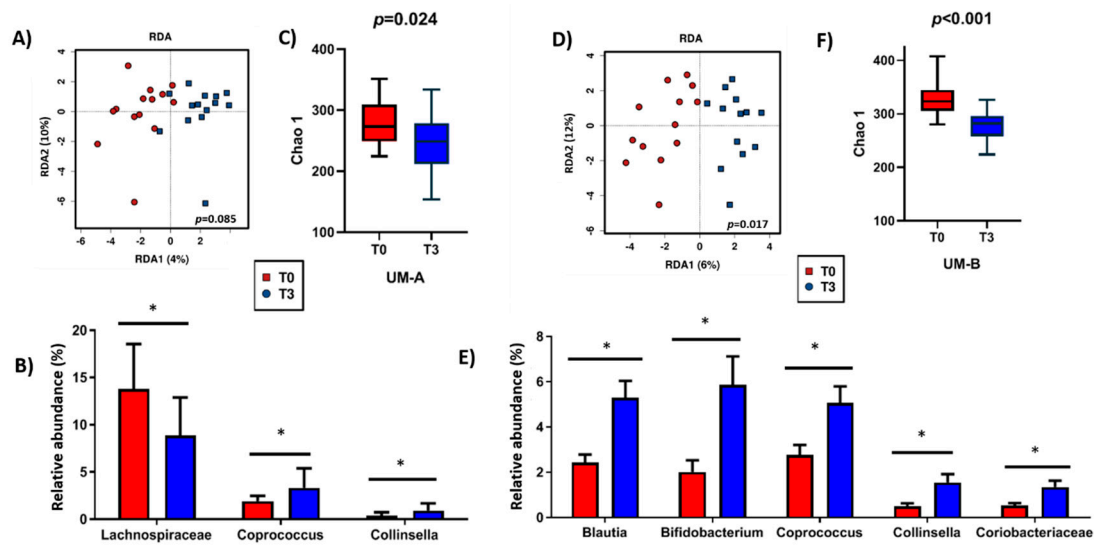 A)
RDA
4
2
0
-2
-4
-6
RDA2 (10%)
-6
-4
-2
0
2
RDA1 (4%)
p=0.085
C)
p=0.024
400
300
200
100
Chao 1
T0
T3
UM-A
T0
T3
D)
RDA
4
2
0
-2
-4
-6
RDA2 (12%)
-4
-2
0
2
4
RDA1 (6%)
p=0.017
F)
p<0.001
400
300
400
100
Chao 1
T0
T3
UM-B
T0
T3
B)
20
15
10
5
0
Relative abundance (%)
*
*
*
Lachnospiraceae
Coprococcus
Collinsella
E)
8
6
4
2
0
Relative abundance (%)
*
*
*
*
*
Blautia
Bifidobacterium
Coprococcus
Collinsella
Coriobacteriaceae